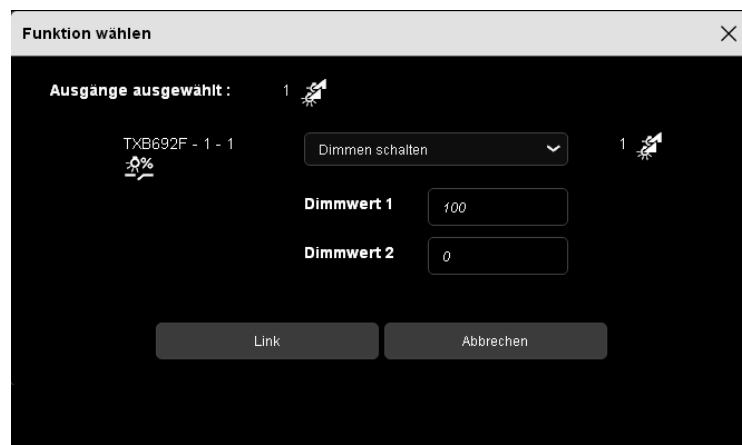 Funktion wählen
Ausgänge ausgewählt : 1
TXB692F - 1 - 1 Dimmen schalten 1
%
Dimmwert 1 100
Dimmwert 2 0
Link Abbrechen